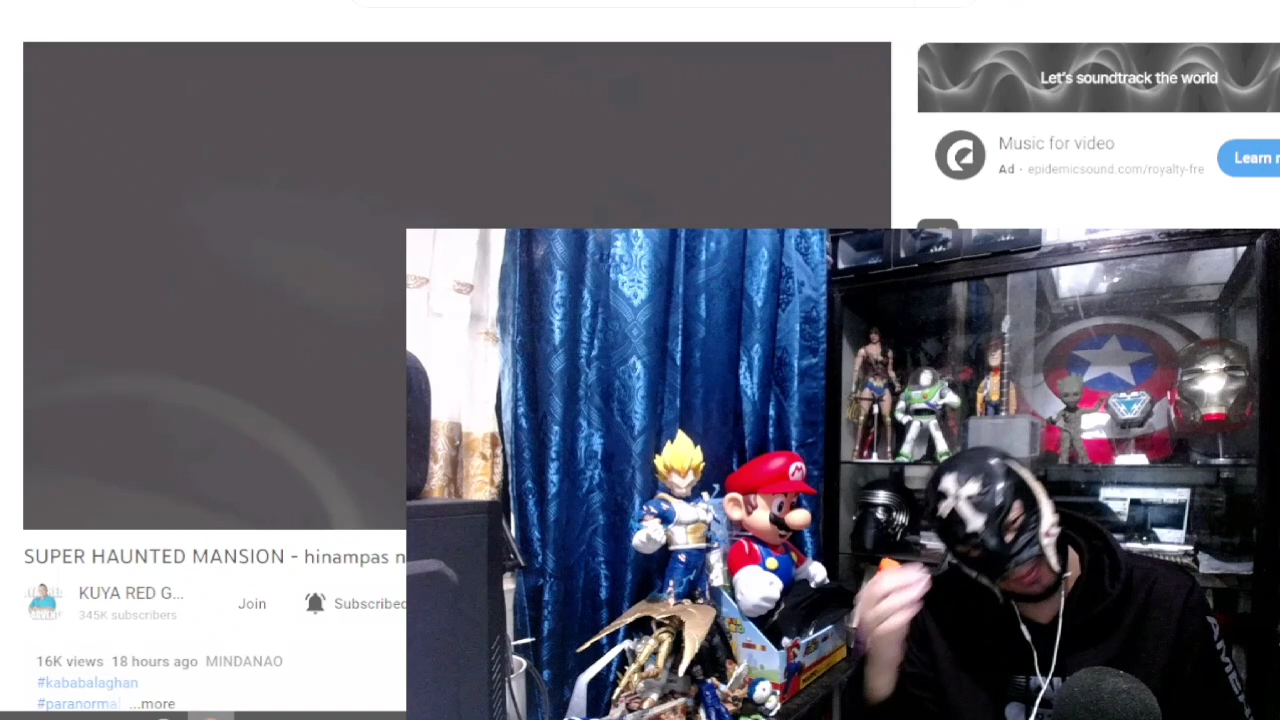 Let's soundtrack the world
Music for video
Ad · epidemicsound.com/royalty-fre
Learn
SUPER HAUNTED MANSION - hinampas n
KUYA RED G...
345K subscribers
Join
Subscribed
16K views 18 hours ago MINDANAO
#kababalaghan
#paranormal ...more
M
AMEN